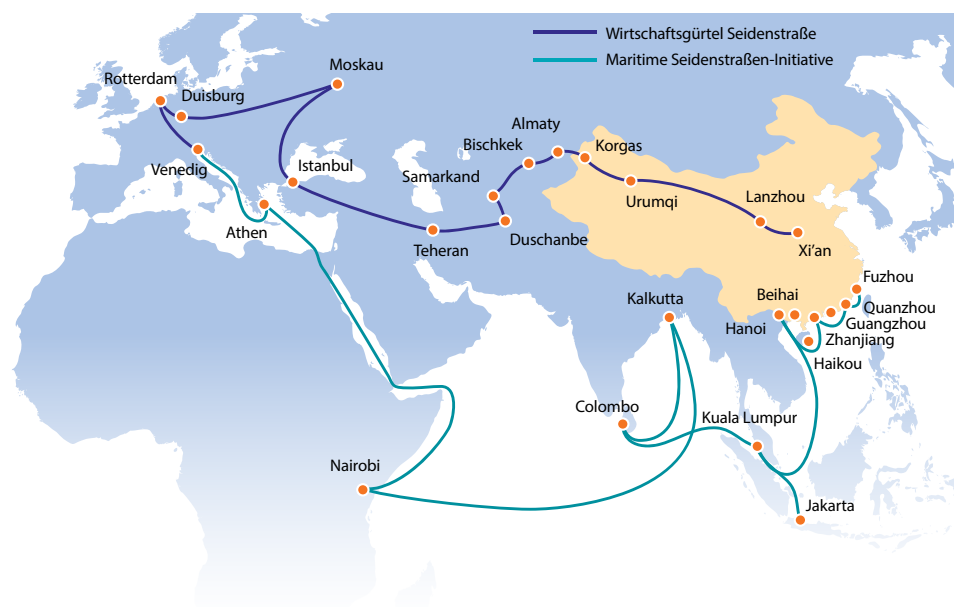 Wirtschaftsgürtel Seidenstraße
Maritime Seidenstraßen-Initiative
Moskau
Rotterdam
Duisburg
Almaty
Bischkek
Korgas
Venedig
Istanbul
Samarkand
Urumqi
Lanzhou
Athen
Teheran
Duschanbe
Xi'an
Fuzhou
Kalkutta
Beihai
Quanzhou
Hanoi
Guangzhou
Zhanjiang
Haikou
Colombo
Kuala Lumpur
Nairobi
Jakarta